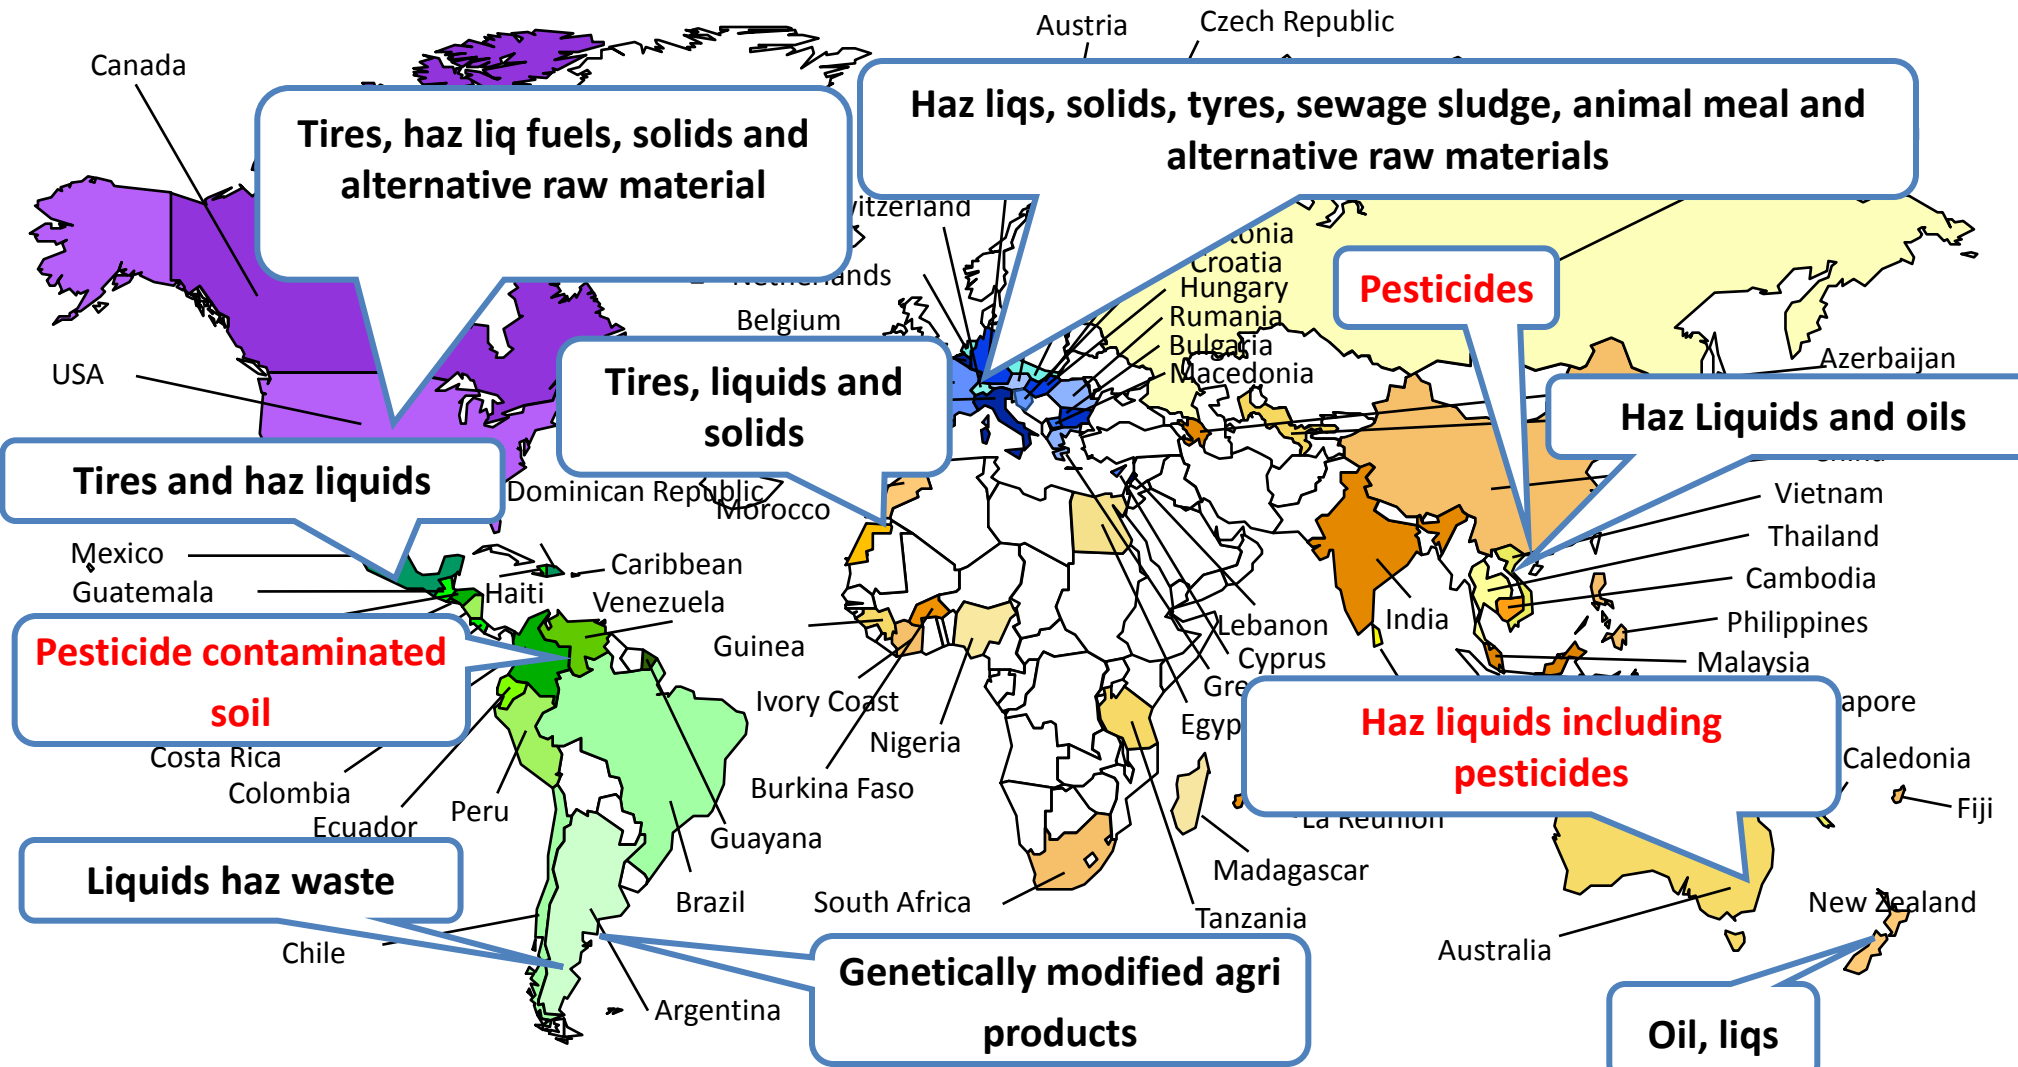 Austria
Czech Republic
Canada
Tires, haz liq fuels, solids and
alternative raw material
Haz liqs, solids, tyres, sewage sludge, animal meal and
alternative raw materials
Croatia
Hungary
Pesticides
Rumania
Belgium
Bulgaria
Azerbaijan
USA
Macedonia
Tires, liquids and
solids
Haz Liquids and oils
Tires and haz liquids
Dominican Republic
Morocco
Vietnam
Thailand
Mexico
Caribbean
Cambodia
Guatemala
Haiti
Venezuela
India
Philippines
Lebanon
Guinea
Cyprus
Malaysia
Pesticide contaminated
soil
Ivory Coast
Haz liquids including
pesticides
Nigeria
Costa Rica
Caledonia
Colombia
Burkina Faso
Peru
Fiji
Ecuador
La Reunion
Guayana
Madagascar
Liquids haz waste
Brazil
South Africa
New Zealand
Tanzania
Australia
Chile
Genetically modified agri
products
Argentina
Oil, liqs